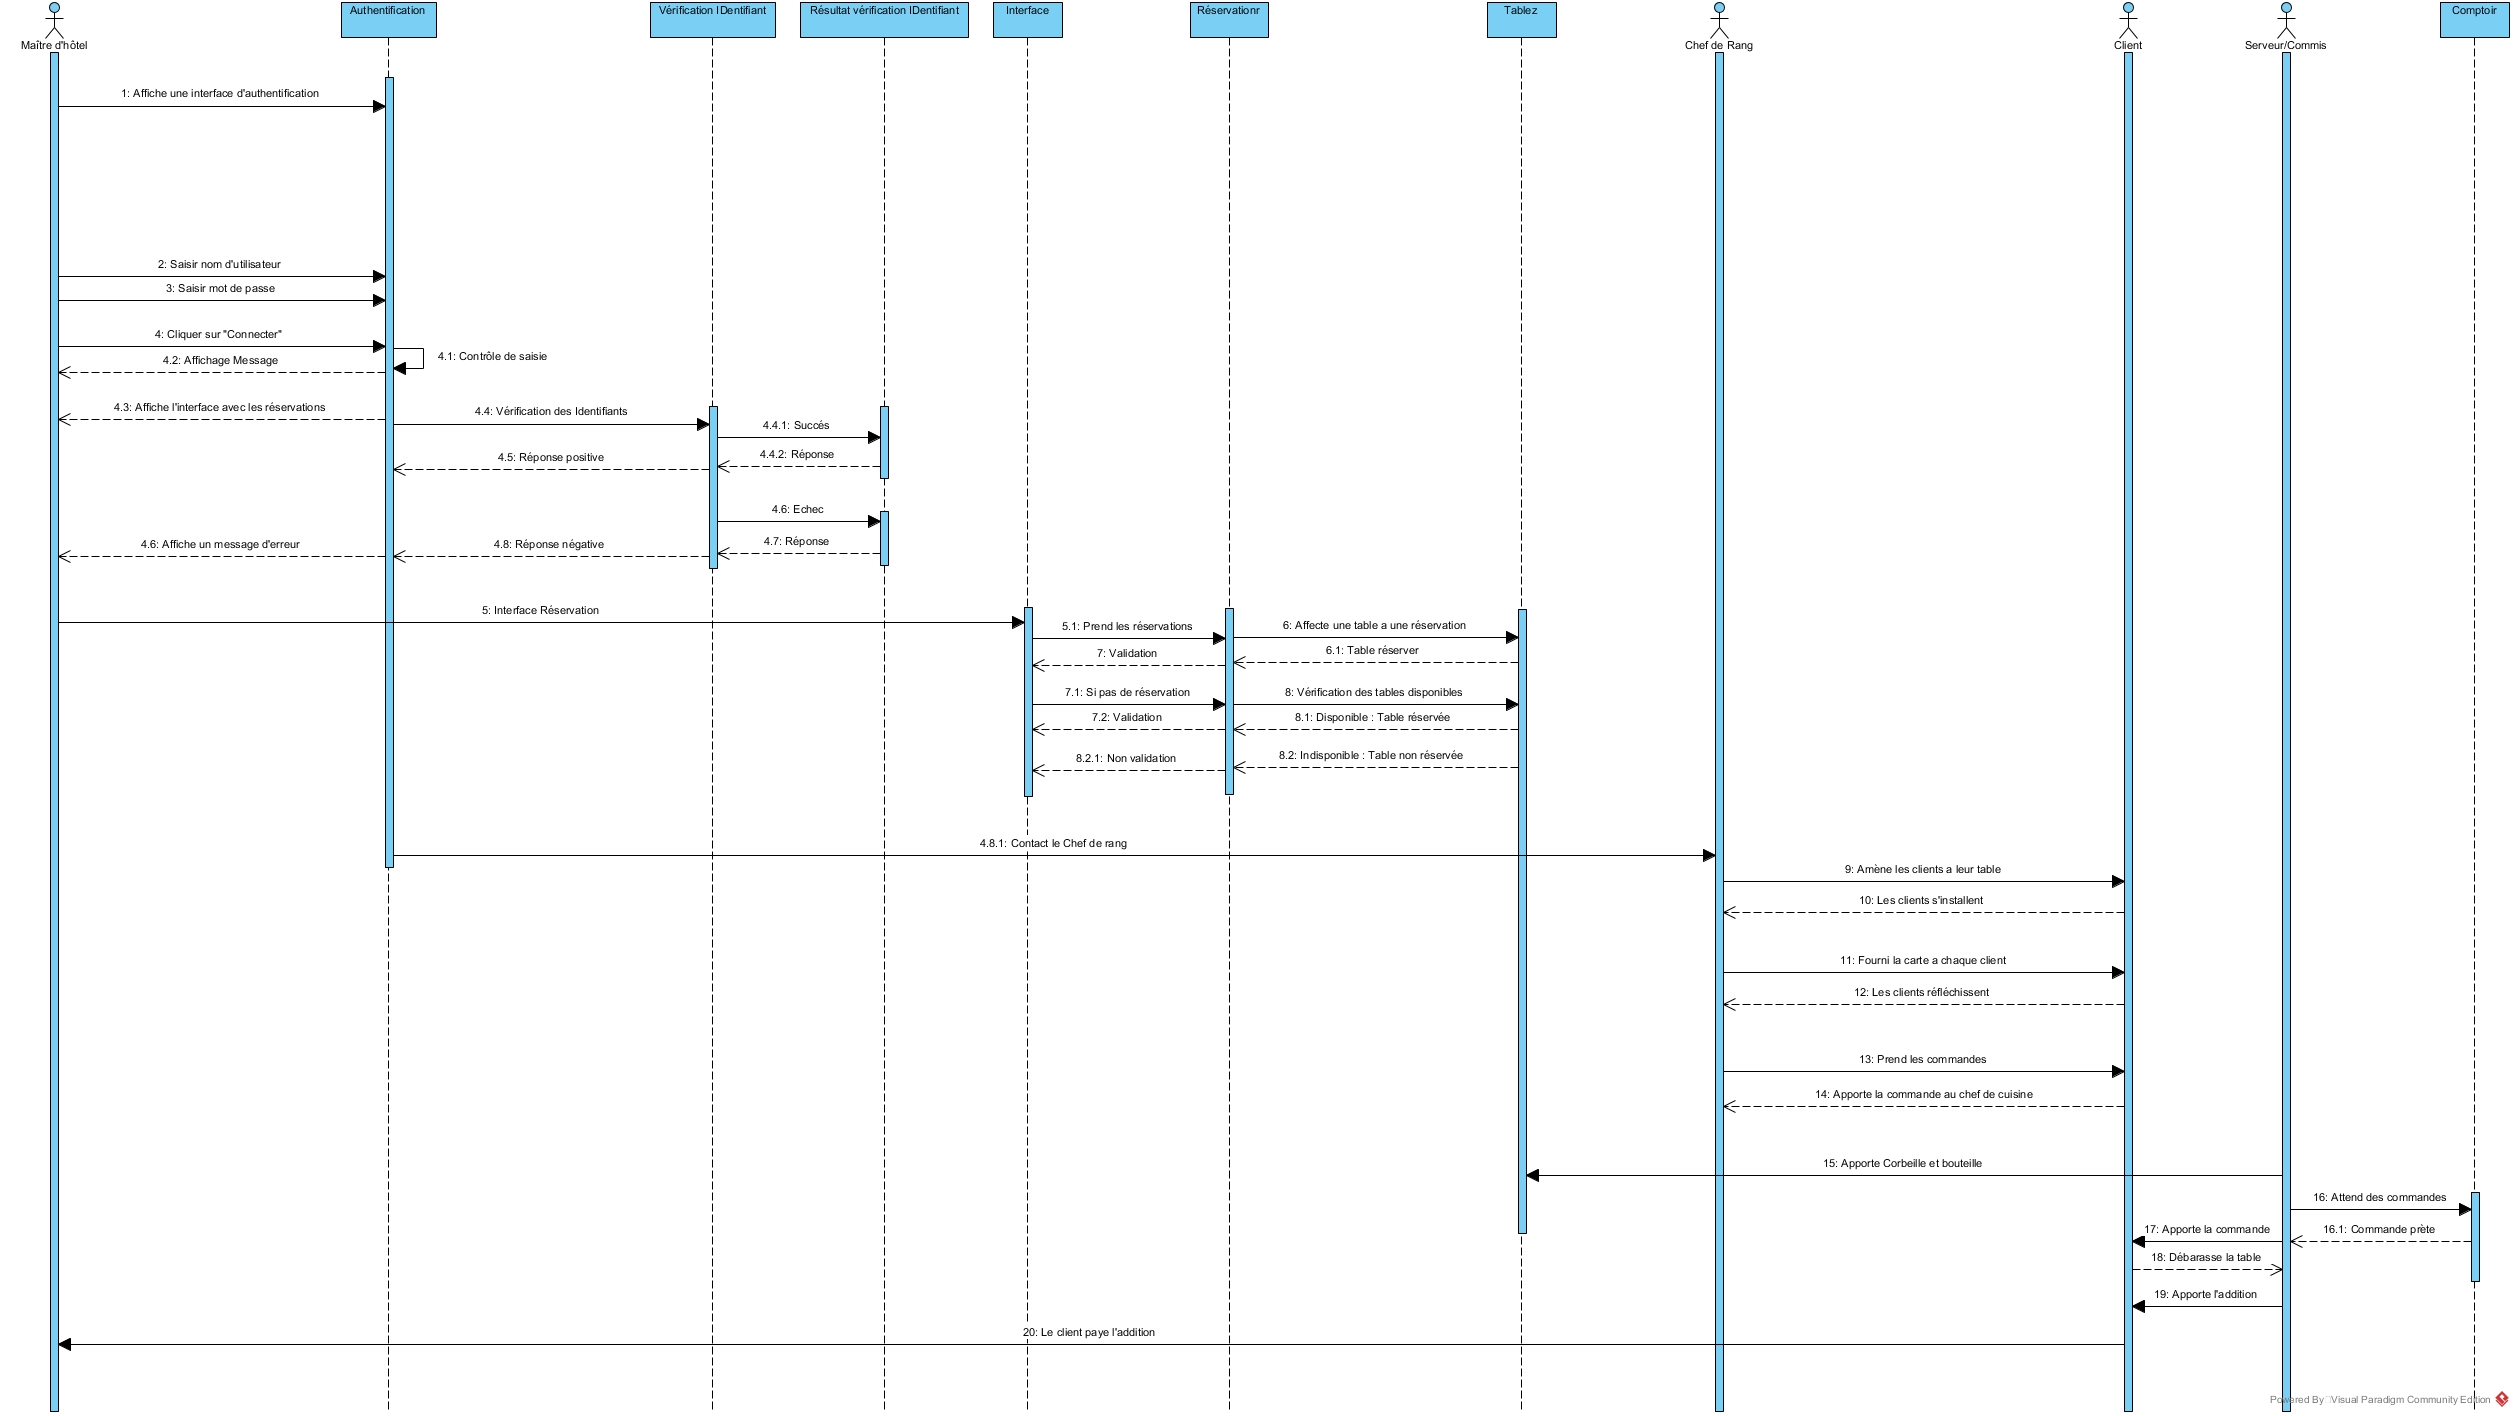 Maître d'hôtel
Authentification
Vérification IDentifiant
Résultat vérification IDentifiant
Interface
Réservationr
Tablez
Chef de Rang
Client
Serveur/Commis
Comptoir
1: Affiche une interface d'authentification
2: Saisir nom d'utilisateur
3: Saisir mot de passe
4: Cliquer sur "Connecter"
4.1: Contrôle de saisie
4.2: Affichage Message
4.3: Affiche l'interface avec les réservations
4.4: Vérification des Identifiants
4.4.1: Succés
4.4.2: Réponse
4.5: Réponse positive
4.6: Echec
4.7: Réponse
4.8: Réponse négative
4.6: Affiche un message d'erreur
5: Interface Réservation
5.1: Prend les réservations
6: Affecte une table a une réservation
6.1: Table réserver
7: Validation
7.1: Si pas de réservation
8: Vérification des tables disponibles
7.2: Validation
8.1: Disponible : Table réservée
8.2: Indisponible : Table non réservée
8.2.1: Non validation
4.8.1: Contact le Chef de rang
9: Amène les clients a leur table
10: Les clients s'installent
11: Fourni la carte a chaque client
12: Les clients réfléchissent
13: Prend les commandes
14: Apporte la commande au chef de cuisine
15: Apporte Corbeille et bouteille
16: Attend des commandes
17: Apporte la commande
16.1: Commande prète
18: Débarasse la table
19: Apporte l'addition
20: Le client paye l'addition
Powered By Visual Paradigm Community Edition